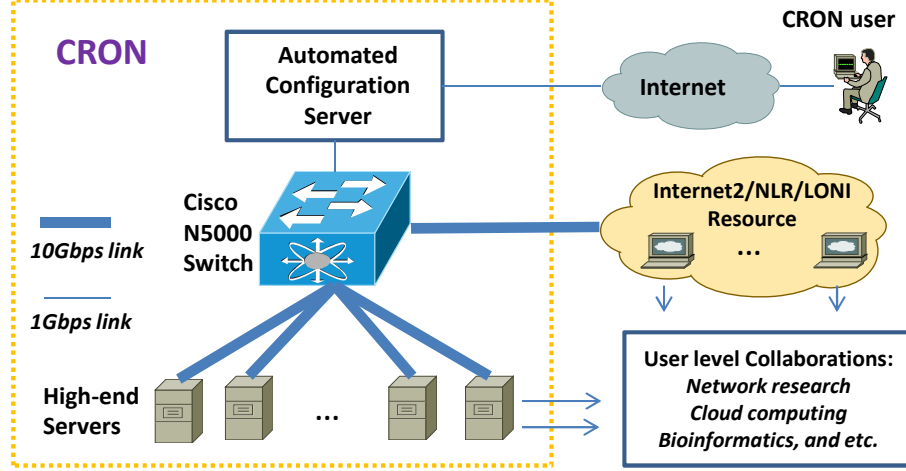 CRON
Automated
Configuration
Server
Internet
CRON user
Cisco
N5000
Switch
Internet2/NLR/LONI
Resource
...
10Gbps link
1Gbps link
High-end
Servers
...
User level Collaborations:
Network research
Cloud computing
Bioinformatics, and etc.